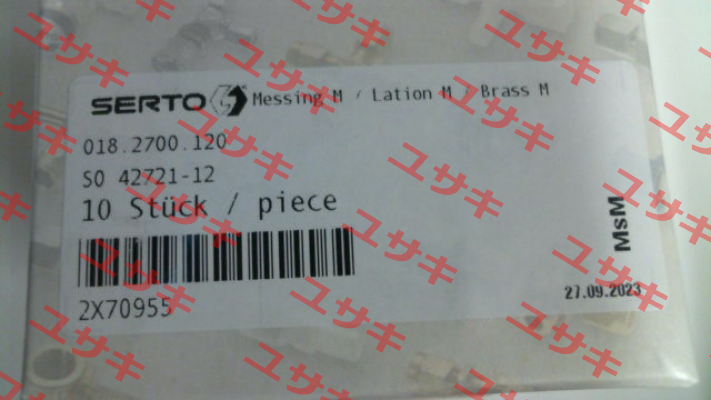 SERTO Messing M / Lation M / Brass M
018.2700.120
SO 42721-12
10 Stück / piece
2X70955
MsM
27.09.2023
ユサキ